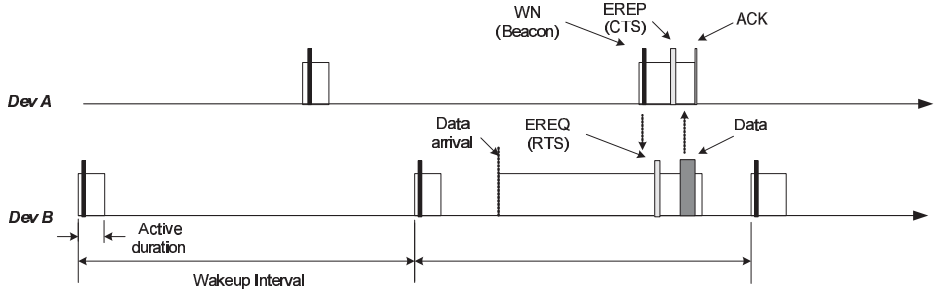 WN
(Beacon)
EREP
(CTS)
ACK
Dev A
Data
arrival
EREQ
(RTS)
Data
Dev B
Active
duration
Wakeup Interval